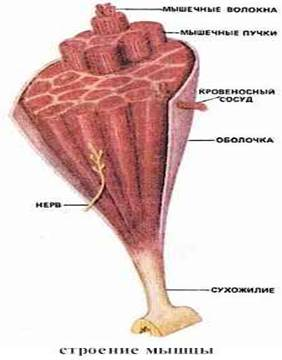 МЫШЕЧНЫЕ ВОЛОКНА
МЫШЕЧНЫЕ ПУЧКИ
КРОВЕНОСНЫЙ
СОСУД
ОБОЛОЧКА
НЕРВ
СУХОЖИЛИЕ
строение мышцы